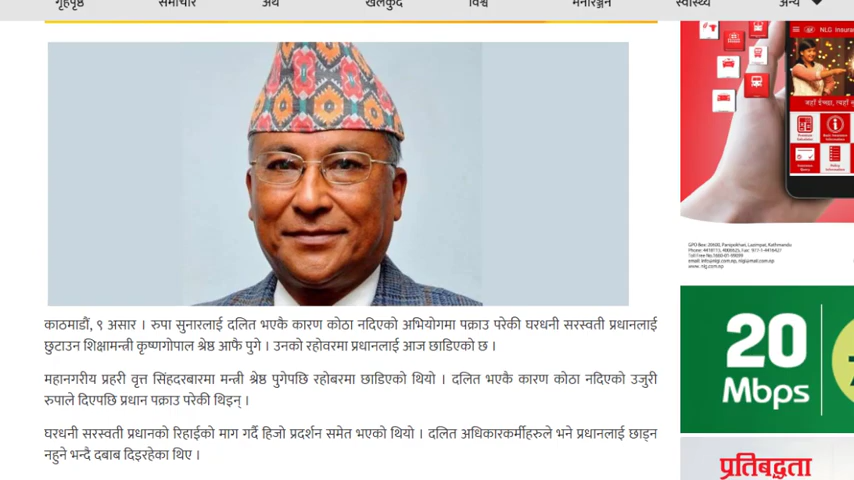 गृहपृष्ठ समाचार अर्थ खेलकुद विश्व मनोरञ्जन स्वास्थ्य अन्य
NLG Insuran
काठमाडौं, ९ असार । रुपा सुनारलाई दलित भएकै कारण कोठा नदिएको अभियोगमा पक्राउ परेकी घरधनी सरस्वती प्रधानलाई
छुटाउन शिक्षामन्त्री कृष्णगोपाल श्रेष्ठ आफै पुगे । उनको रहोवरमा प्रधानलाई आज छाडिएको छ ।
महानगरीय प्रहरी वृत्त सिंहदरबारमा मन्त्री श्रेष्ठ पुगेपछि रहोबरमा छाडिएको थियो । दलित भएकै कारण कोठा नदिएको उजुरी
रुपाले दिएपछि प्रधान पक्राउ परेकी थिइन् ।
घरधनी सरस्वती प्रधानको रिहाईको माग गर्दै हिजो प्रदर्शन समेत भएको थियो । दलित अधिकारकर्मीहरुले भने प्रधानलाई छाड्न
नहुने भन्दै दबाब दिइरहेका थिए ।
20
Mbps
प्रतिबद्धता